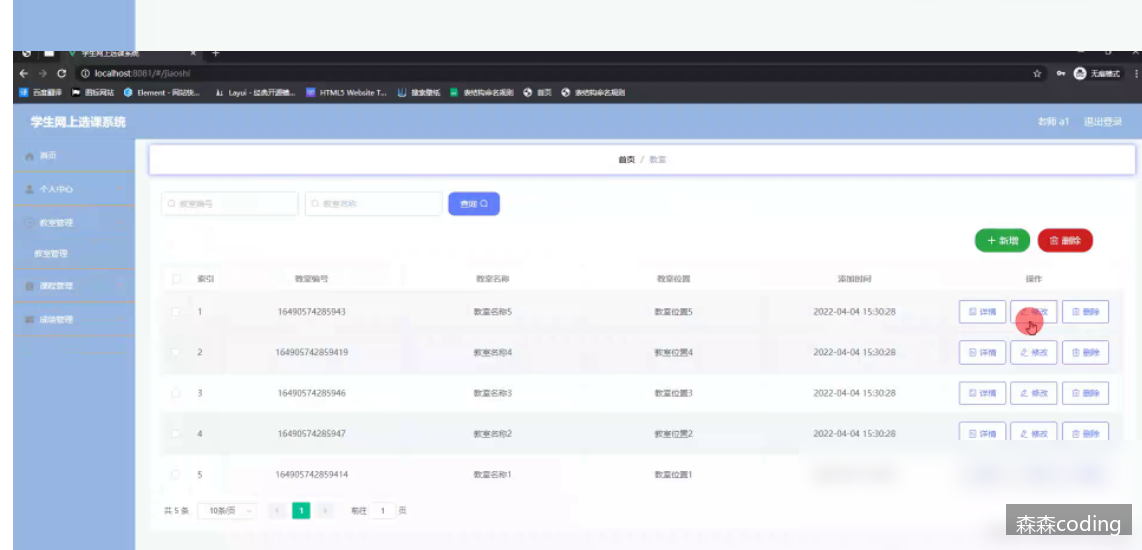 学生网上选课系统
localhost:8081/#/jiaoshi
无痕模式
百度翻译
图标网站
Element - 网站快...
Layui - 经典开源模...
HTML5 Website T...
搜索壁纸
表结构命名规则
首页
表结构命名规则
学生网上选课系统
老师 a1 退出登录
首页
个人中心
教室管理
教室管理
课程管理
成绩管理
首页 / 教室
教室编号 教室名称 查询
新增 删除
索引 教室编号 教室名称 教室位置 添加时间 操作
1 16490574285943 教室名称5 教室位置5 2022-04-04 15:30:28 详情 修改 删除
2 164905742859419 教室名称4 教室位置4 2022-04-04 15:30:28 详情 修改 删除
3 16490574285946 教室名称3 教室位置3 2022-04-04 15:30:28 详情 修改 删除
4 16490574285947 教室名称2 教室位置2 2022-04-04 15:30:28 详情 修改 删除
5 164905742859414 教室名称1 教室位置1
共 5 条 10条/页 1 前往 1 页
森森coding